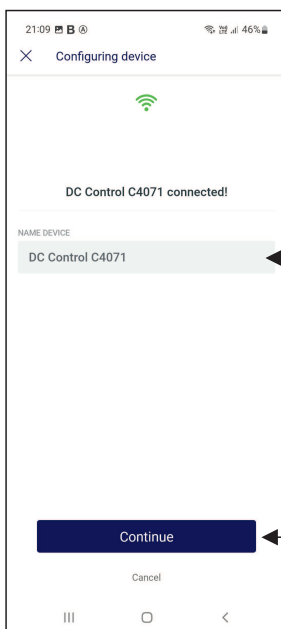 21:09 B A 46%
Configuring device
DC Control C4071 connected!
NAME DEVICE
DC Control C4071
Continue
Cancel